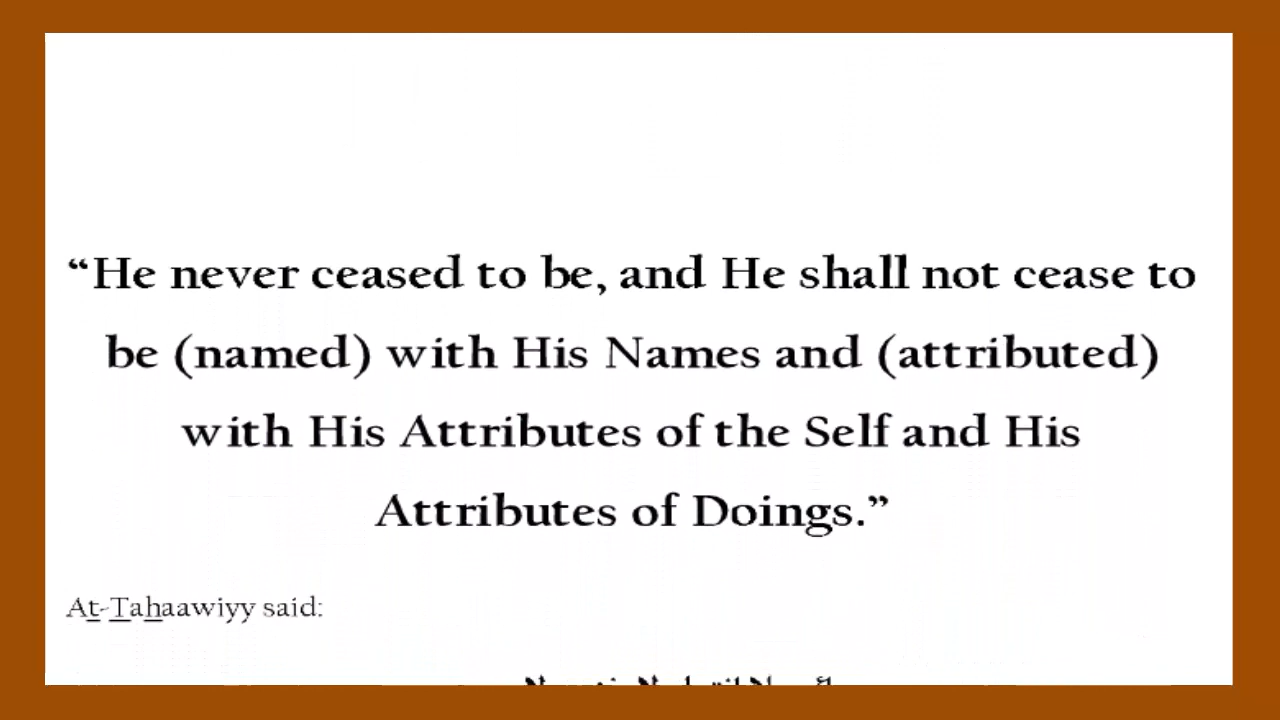 “He never ceased to be, and He shall not cease to
be (named) with His Names and (attributed)
with His Attributes of the Self and His
Attributes of Doings.”
At-Tahaawiyy said: